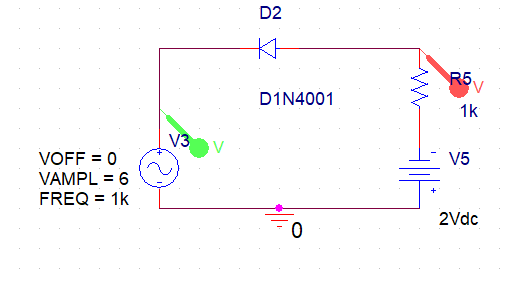 D2
D1N4001
R5
V
1k
V3
V
VOFF = 0
VAMPL = 6
FREQ = 1k
+
-
V5
-
+
2Vdc
0